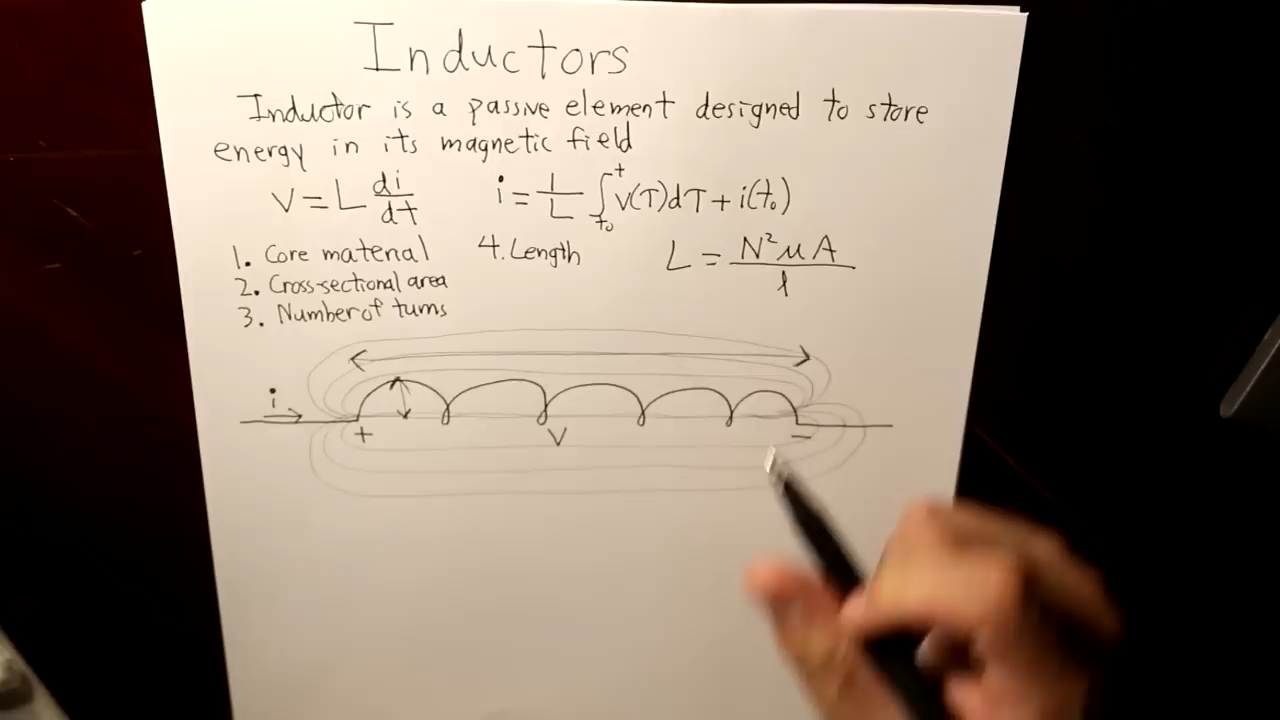 Inductors
Inductor is a passive element designed to store
energy in its magnetic field
V = L di/dt i = 1/L ∫t₀ᵗ v(τ)dτ + i(t₀)
1. Core material 4. Length L = N²μA/l
2. Cross-sectional area
3. Number of turns
i
+ V −